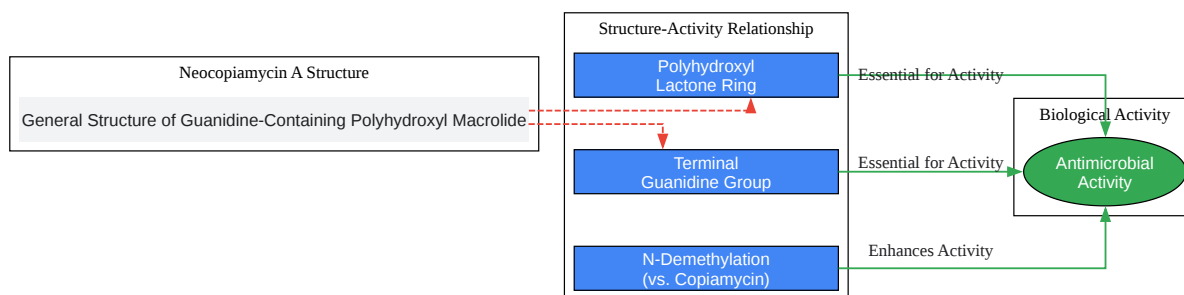 Structure-Activity Relationship
Neocopiamycin A Structure
General Structure of Guanidine-Containing Polyhydroxyl Macrolide
Polyhydroxyl
Lactone Ring
Essential for Activity
Terminal
Guanidine Group
Essential for Activity
N-Demethylation
(vs. Copiamycin)
Enhances Activity
Biological Activity
Antimicrobial
Activity